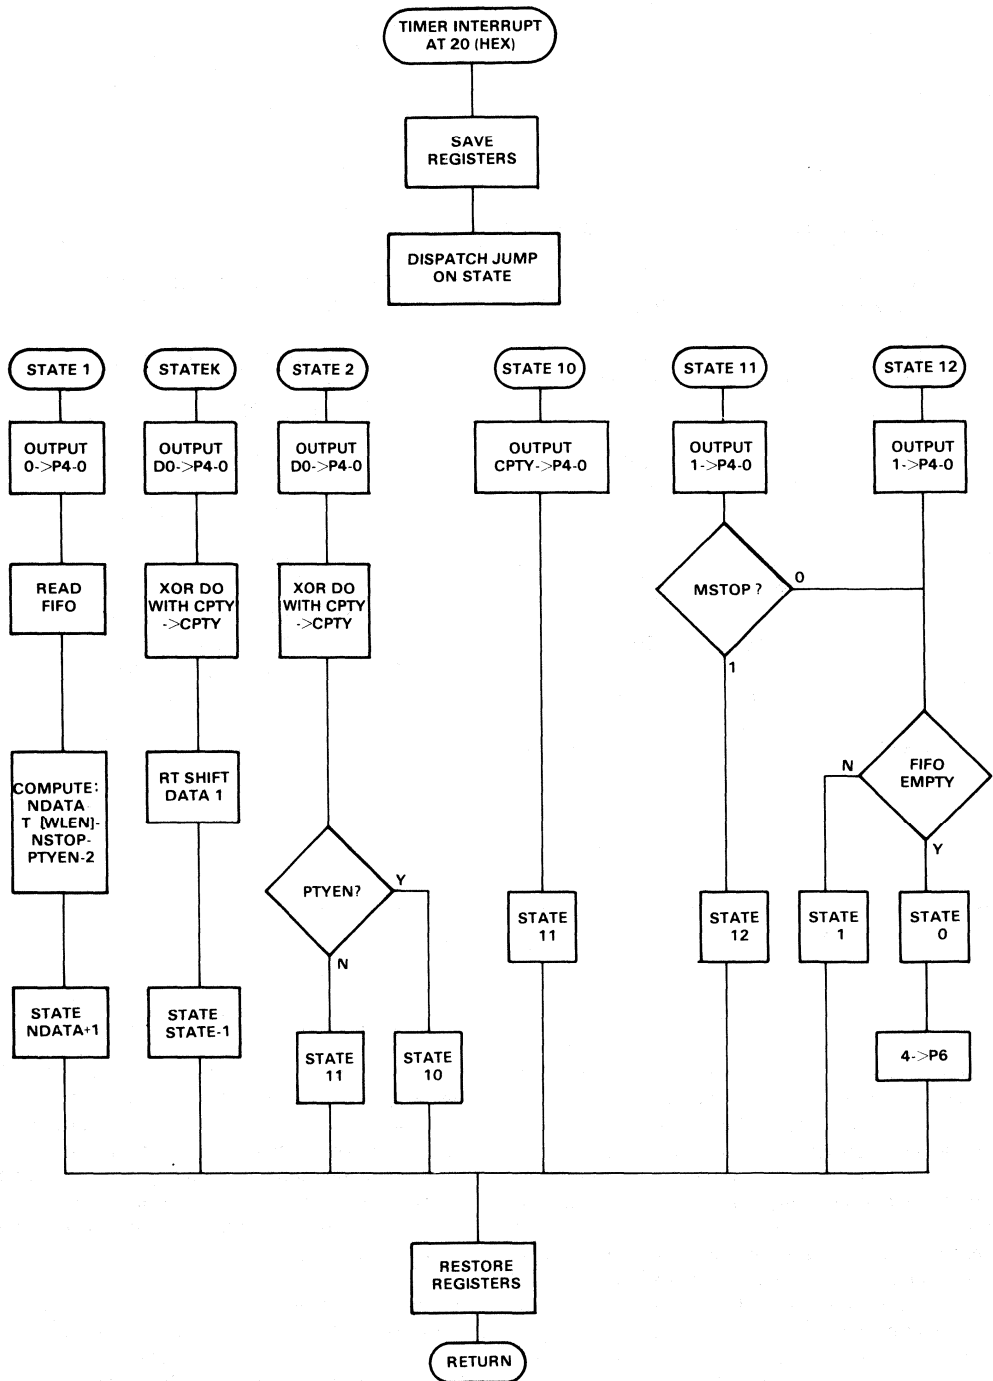 TIMER INTERRUPT
AT 20 (HEX)
SAVE
REGISTERS
DISPATCH JUMP
ON STATE
STATE 1
OUTPUT
0->P4-0
READ
FIFO
COMPUTE:
NDATA
T [WLEN]-
NSTOP-
PTYEN-2
STATE
NDATA+1
STATEK
OUTPUT
D0->P4-0
XOR DO
WITH CPTY
->CPTY
RT SHIFT
DATA 1
STATE
STATE-1
STATE 2
OUTPUT
D0->P4-0
XOR DO
WITH CPTY
->CPTY
PTYEN?
Y
N
STATE
11
STATE
10
STATE 10
OUTPUT
CPTY->P4-0
STATE
11
STATE 11
OUTPUT
1->P4-0
MSTOP ?
0
1
STATE
12
STATE 12
OUTPUT
1->P4-0
FIFO
EMPTY
N
Y
STATE
1
STATE
0
4->P6
RESTORE
REGISTERS
RETURN